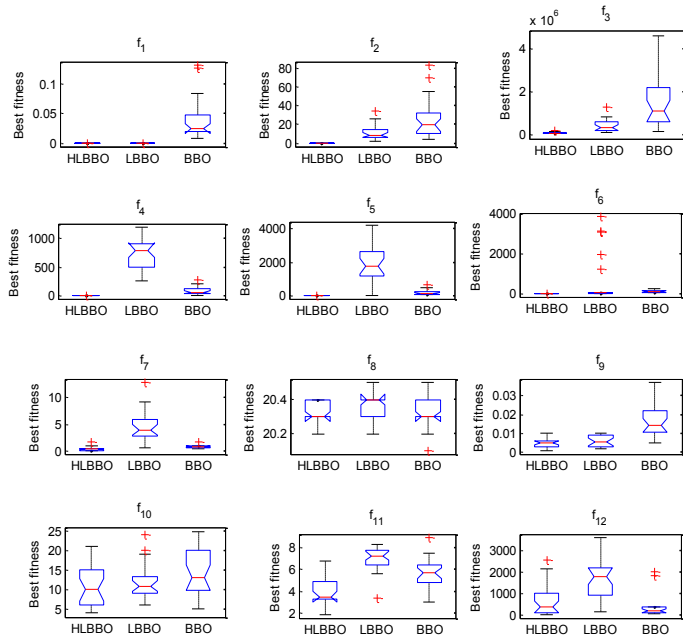 f1
Best fitness
0.1
0.05
0
HLBBO LBBO BBO
f2
Best fitness
80
60
40
20
0
HLBBO LBBO BBO
x 10^6
f3
Best fitness
4
2
0
HLBBO LBBO BBO
f4
Best fitness
1000
500
0
HLBBO LBBO BBO
f5
Best fitness
4000
2000
0
HLBBO LBBO BBO
f6
Best fitness
4000
2000
0
HLBBO LBBO BBO
f7
Best fitness
10
5
0
HLBBO LBBO BBO
f8
Best fitness
20.4
20.2
HLBBO LBBO BBO
f9
Best fitness
0.03
0.02
0.01
0
HLBBO LBBO BBO
f10
Best fitness
25
20
15
10
5
HLBBO LBBO BBO
f11
Best fitness
8
6
4
2
HLBBO LBBO BBO
f12
Best fitness
3000
2000
1000
0
HLBBO LBBO BBO